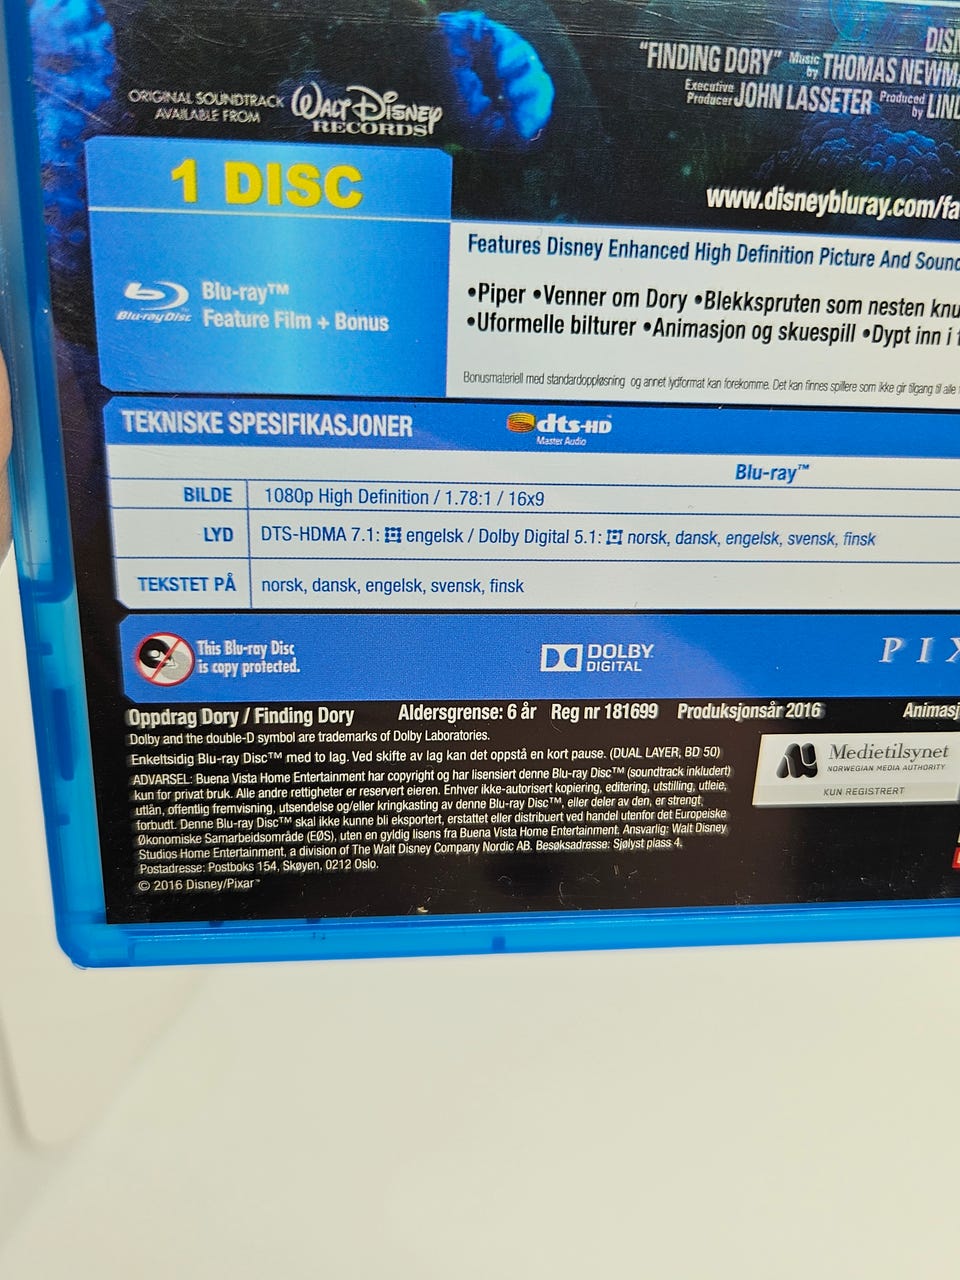 "FINDING DORY" Music by THOMAS
Executive Producer JOHN LASSETER Produced by
ORIGINAL SOUNDTRACK
AVAILABLE FROM
WALT DISNEY
RECORDS
1 DISC
www.disneybluray.com/
Blu-ray Disc
Blu-ray™
Feature Film + Bonus
Features Disney Enhanced High Definition Picture And Sound
•Piper •Venner om Dory •Blekkspruten som nesten
•Uformelle bilturer •Animasjon og skuespill •Dypt inn i
Bonusmateriell med standardoppløsning og annet lydformat kan forekomme. Det kan finnes spillere som ikke gir tilgang til alle
TEKNISKE SPESIFIKASJONER
dts-HD
Master Audio
Blu-ray™
BILDE 1080p High Definition / 1.78:1 / 16x9
LYD DTS-HDMA 7.1: engelsk / Dolby Digital 5.1: norsk, dansk, engelsk, svensk, finsk
TEKSTET PÅ norsk, dansk, engelsk, svensk, finsk
This Blu-ray Disc
is copy protected.
DOLBY
DIGITAL
Oppdrag Dory / Finding Dory Aldersgrense: 6 år Reg nr 181699 Produksjonsår 2016
Dolby and the double-D symbol are trademarks of Dolby Laboratories.
Enkeltsidig Blu-ray Disc™ med to lag. Ved skifte av lag kan det oppstå en kort pause. (DUAL LAYER, BD 50)
ADVARSEL: Buena Vista Home Entertainment har copyright og har lisensiert denne Blu-ray Disc™ (soundtrack inkludert)
kun for privat bruk. Alle andre rettigheter er reservert eieren. Enhver ikke-autorisert kopiering, editering, utstilling, utleie,
utlån, offentlig fremvisning, utsendelse og/eller kringkasting av denne Blu-ray Disc™, eller deler av den, er strengt
forbudt. Denne Blu-ray Disc™ skal ikke kunne bli eksportert, erstattet eller distribuert ved handel utenfor det Europeiske
Økonomiske Samarbeidsområde (EØS), uten en gyldig lisens fra Buena Vista Home Entertainment. Ansvarlig: Walt Disney
Studios Home Entertainment, a division of The Walt Disney Company Nordic AB. Besøksadresse: Sjølyst plass 4.
Postadresse: Postboks 154, Skøyen, 0212 Oslo.
© 2016 Disney/Pixar™
Medietilsynet
NORWEGIAN MEDIA AUTHORITY
KUN REGISTRERT